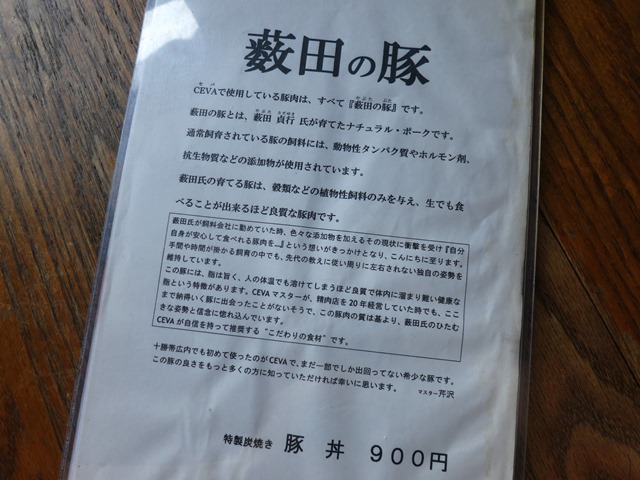 薮田の豚
CEVAで使用している豚肉は、すべて『薮田の豚』です。
薮田の豚とは、薮田 貞行 氏が育てたナチュラル・ポークです。
通常飼育されている豚の飼料には、動物性タンパク質やホルモン剤、
抗生物質などの添加物が使用されています。
薮田氏の育てる豚は、穀類などの植物性飼料のみを与え、生でも食
べることが出来るほど良質な豚肉です。
薮田氏が飼料会社に勤めていた時、色々な添加物を加えるその現状に衝撃を受け『自分
自身が安心して食べれる豚肉を…』という想いがきっかけとなり、こんにちに至ります。
手間や時間が掛かる飼育の中でも、先代の教えに従い周りに左右されない独自の姿勢を
維持しています。
この豚には、脂は旨く、人の体温でも溶けてしまうほど良質で体内に溜まり難い健康な
脂という特徴があります。CEVAマスターが、精肉店を20年経営していた時でも、ここ
まで納得いく豚に出会ったことがないそうで、この豚肉の質は基より、薮田氏のひたむ
きな姿勢と信念に惚れ込んでいます。
CEVAが自信を持って推奨する“こだわりの食材”です。
十勝帯広内でも初めて使ったのがCEVAで、まだ一部でしか出回ってない希少な豚です。
この豚の良さをもっと多くの方に知っていただければ幸いに思います。 マスター芹沢
特製炭焼き 豚 丼 900円